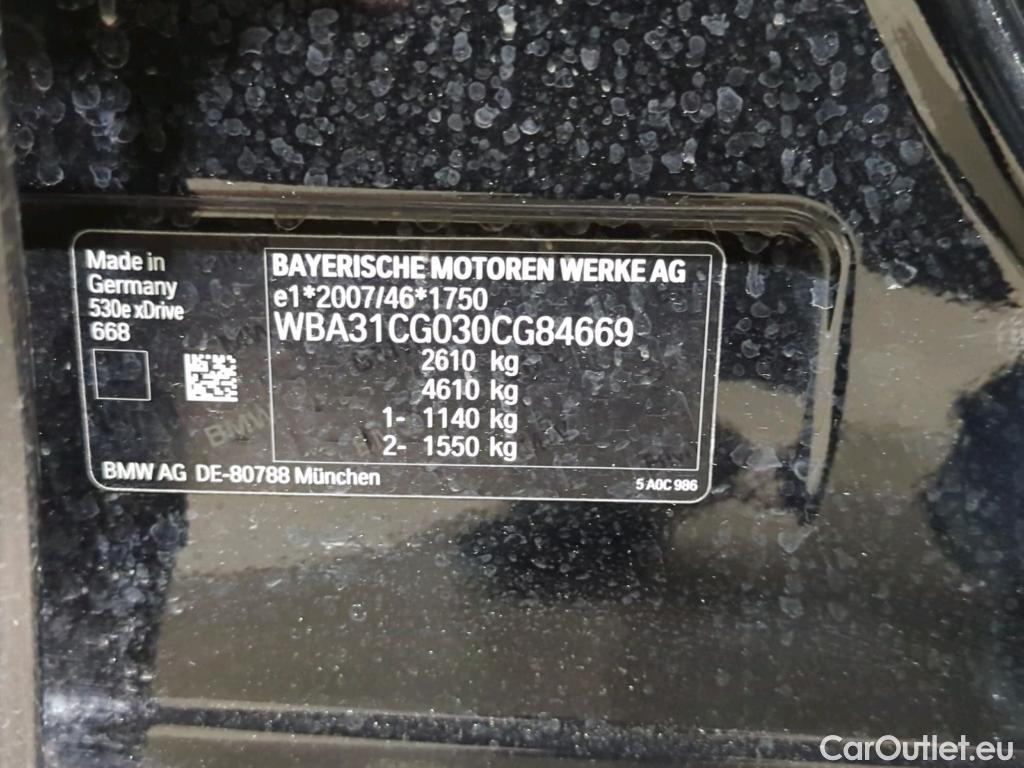 Made in
Germany
530e xDrive
668
BAYERISCHE MOTOREN WERKE AG
e1*2007/46*1750
WBA31CG030CG84669
2610 kg
4610 kg
1- 1140 kg
2- 1550 kg
BMW
BMW AG DE-80788 München
5 A0C 986
CarOutlet.eu